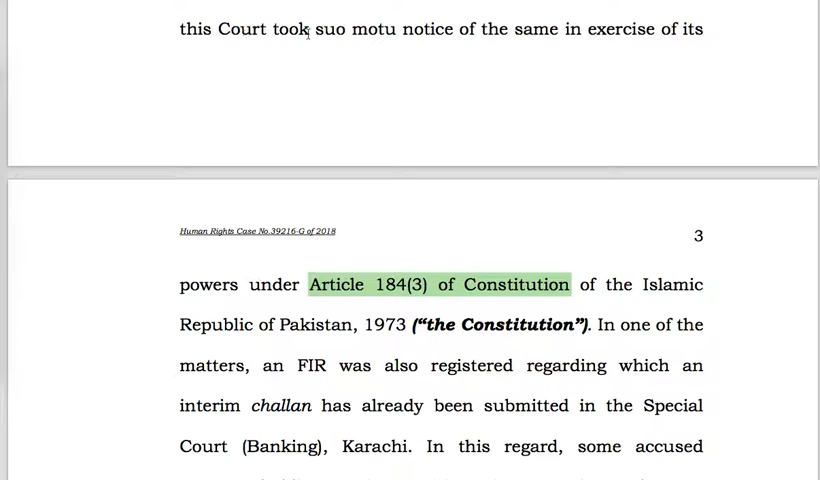 this Court took suo motu notice of the same in exercise of its
Human Rights Case No.39216-G of 2018
3
powers under Article 184(3) of Constitution of the Islamic
Republic of Pakistan, 1973 (“the Constitution”). In one of the
matters, an FIR was also registered regarding which an
interim challan has already been submitted in the Special
Court (Banking), Karachi. In this regard, some accused